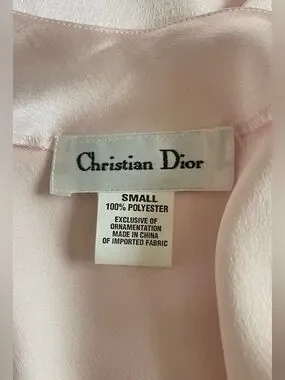 Christian Dior
SMALL
100% POLYESTER
EXCLUSIVE OF
ORNAMENTATION
MADE IN CHINA
OF IMPORTED FABRIC